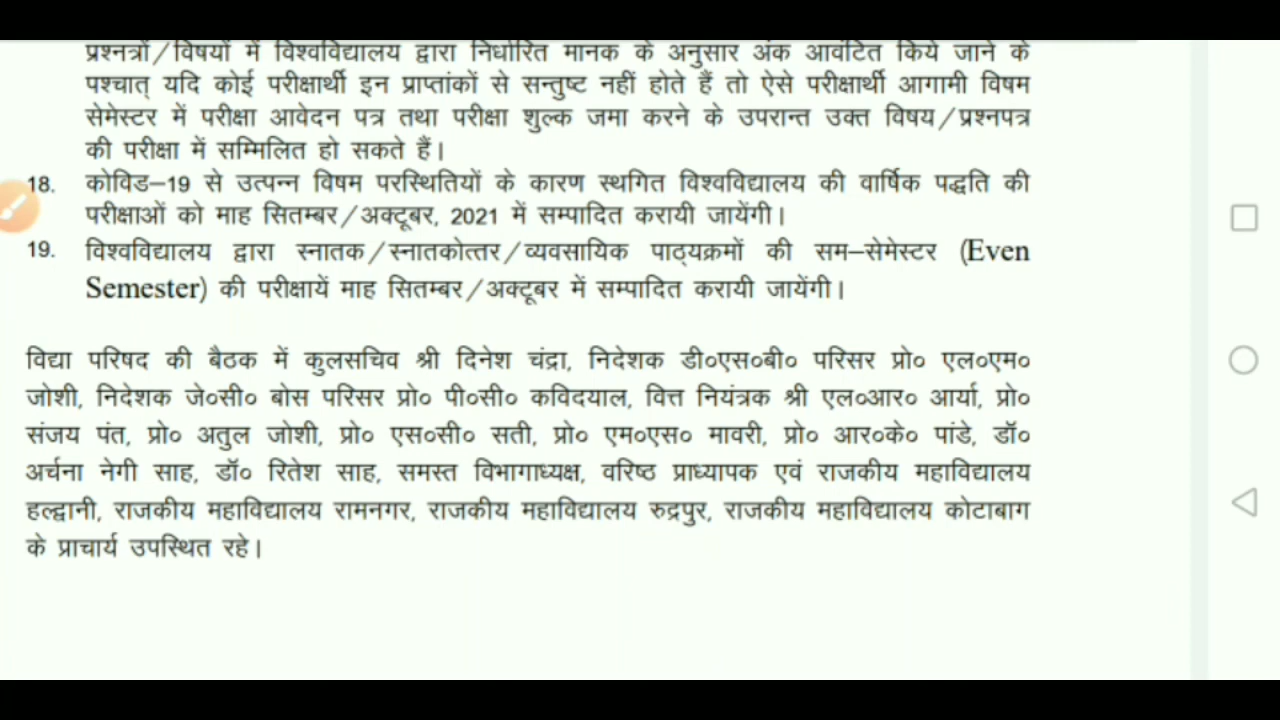 प्रश्नत्रों/विषयों में विश्वविद्यालय द्वारा निर्धारित मानक के अनुसार अंक आवंटित किये जाने के
पश्चात् यदि कोई परीक्षार्थी इन प्राप्तांकों से सन्तुष्ट नहीं होते हैं तो ऐसे परीक्षार्थी आगामी विषम
सेमेस्टर में परीक्षा आवेदन पत्र तथा परीक्षा शुल्क जमा करने के उपरान्त उक्त विषय/प्रश्नपत्र
की परीक्षा में सम्मिलित हो सकते हैं।
18. कोविड–19 से उत्पन्न विषम परस्थितियों के कारण स्थगित विश्वविद्यालय की वार्षिक पद्धति की
परीक्षाओं को माह सितम्बर/अक्टूबर, 2021 में सम्पादित करायी जायेंगी।
19. विश्वविद्यालय द्वारा स्नातक/स्नातकोत्तर/व्यवसायिक पाठ्यक्रमों की सम–सेमेस्टर (Even
Semester) की परीक्षायें माह सितम्बर/अक्टूबर में सम्पादित करायी जायेंगी।
विद्या परिषद की बैठक में कुलसचिव श्री दिनेश चंद्रा, निदेशक डी०एस०बी० परिसर प्रो० एल०एम०
जोशी, निदेशक जे०सी० बोस परिसर प्रो० पी०सी० कविदयाल, वित्त नियंत्रक श्री एल०आर० आर्या, प्रो०
संजय पंत, प्रो० अतुल जोशी, प्रो० एस०सी० सती, प्रो० एम०एस० मावरी, प्रो० आर०के० पांडे, डॉ०
अर्चना नेगी साह, डॉ० रितेश साह, समस्त विभागाध्यक्ष, वरिष्ठ प्राध्यापक एवं राजकीय महाविद्यालय
हल्द्वानी, राजकीय महाविद्यालय रामनगर, राजकीय महाविद्यालय रुद्रपुर, राजकीय महाविद्यालय कोटाबाग
के प्राचार्य उपस्थित रहे।